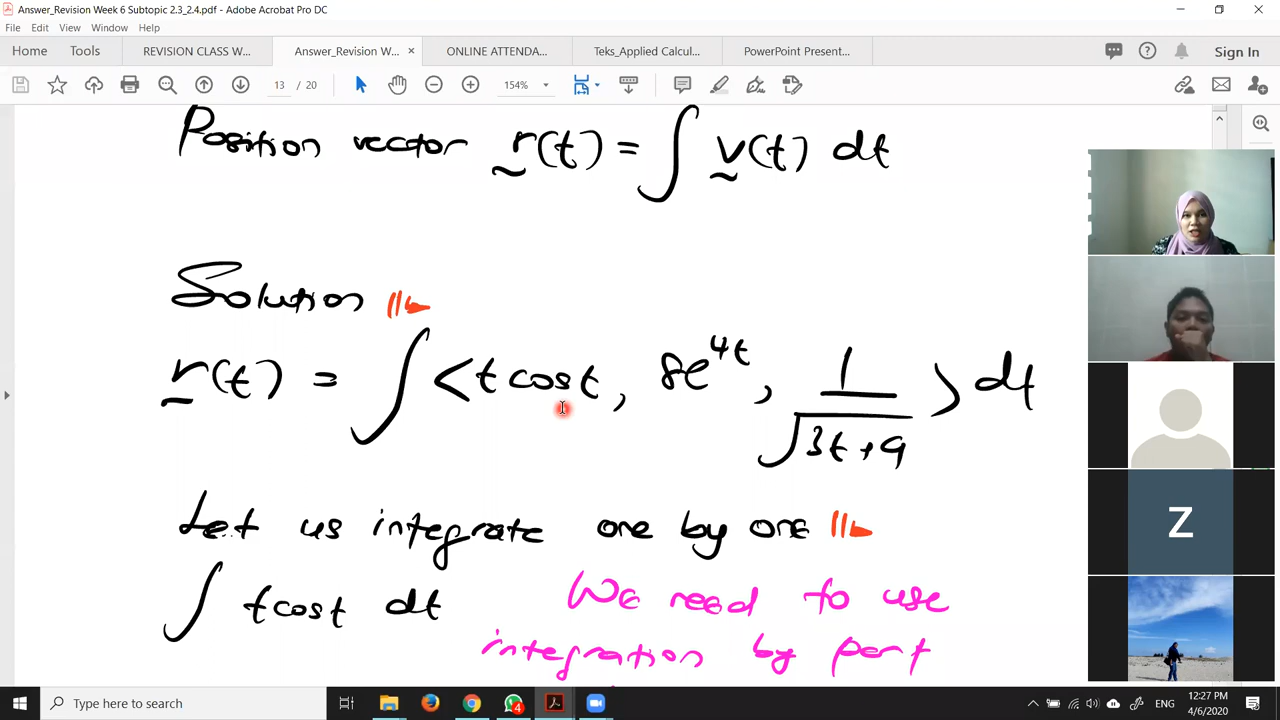 Answer_Revision Week 6 Subtopic 2.3_2.4.pdf - Adobe Acrobat Pro DC
File Edit View Window Help
Home Tools REVISION CLASS W... Answer_Revision W... × ONLINE ATTENDA... Teks_Applied Calcul... PowerPoint Present... Sign In
13 / 20 154%
Position vector r(t) = ∫ v(t) dt
Solution
r(t) = ∫ < t cos t, 8e^{4t}, 1/√(3t+9) > dt
Let us integrate one by one
∫ t cos t dt We need to use
integration by part
Z
Type here to search
4
ENG
12:27 PM
4/6/2020
3